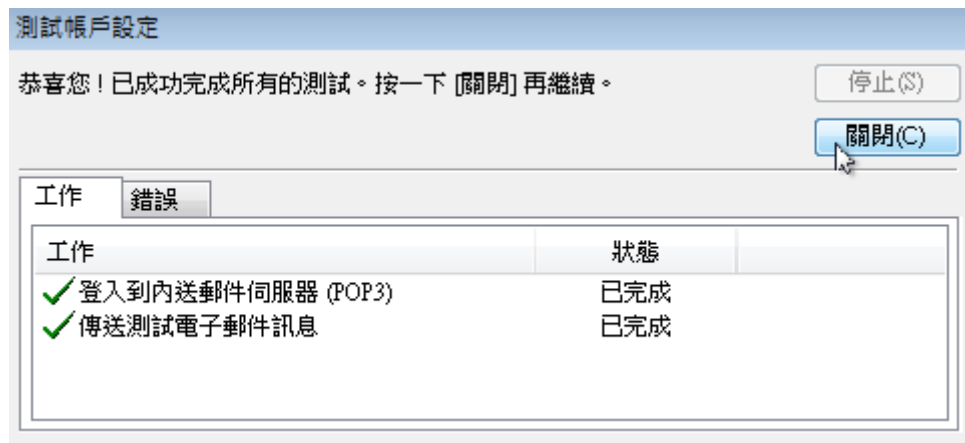 測試帳戶設定
恭喜您!已成功完成所有的測試。按一下 [關閉] 再繼續。
停止(S)
關閉(C)
工作 錯誤
工作 狀態
登入到內送郵件伺服器 (POP3) 已完成
傳送測試電子郵件訊息 已完成